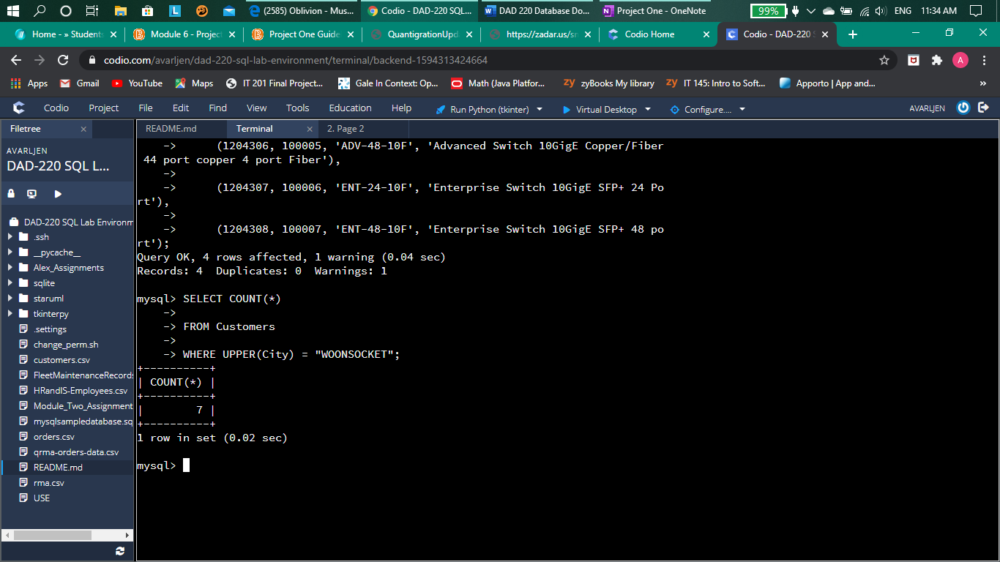 (2585) Oblivion - Mus...
Codio - DAD-220 SQL...
DAD 220 Database Do...
Project One - OneNote
99%
ENG
11:34 AM
Home - » Student
Module 6 - Project
Project One Guide
QuantigrationUpd
https://zadar.us/sn
Codio Home
Codio - DAD-220 S
codio.com/avarljen/dad-220-sql-lab-environment/terminal/backend-1594313424664
A
Apps
Gmail
YouTube
Maps
IT 201 Final Project...
Gale In Context: Op...
Math (Java Platform...
zyBooks My library
IT 145: Intro to Soft...
Apporto | App and...
»
Codio
Project
File
Edit
Find
View
Tools
Education
Help
Run Python (tkinter)
Virtual Desktop
Configure....
AVARLJEN
Filetree
README.md
Terminal
2. Page 2
AVARLJEN
DAD-220 SQL L...
DAD-220 SQL Lab Environm
.ssh
__pycache__
Alex_Assignments
sqlite
staruml
tkinterpy
.settings
change_perm.sh
customers.csv
FleetMaintenanceRecords
HRandIS-Employees.csv
Module_Two_Assignment
mysqlsampledatabase.sq
orders.csv
qrma-orders-data.csv
README.md
rma.csv
USE
-> (1204306, 100005, 'ADV-48-10F', 'Advanced Switch 10GigE Copper/Fiber
44 port copper 4 port Fiber'),
->
-> (1204307, 100006, 'ENT-24-10F', 'Enterprise Switch 10GigE SFP+ 24 Po
rt'),
->
-> (1204308, 100007, 'ENT-48-10F', 'Enterprise Switch 10GigE SFP+ 48 po
rt');
Query OK, 4 rows affected, 1 warning (0.04 sec)
Records: 4  Duplicates: 0  Warnings: 1
mysql> SELECT COUNT(*)
->
-> FROM Customers
->
-> WHERE UPPER(City) = "WOONSOCKET";
+----------+
| COUNT(*) |
+----------+
|        7 |
+----------+
1 row in set (0.02 sec)
mysql>